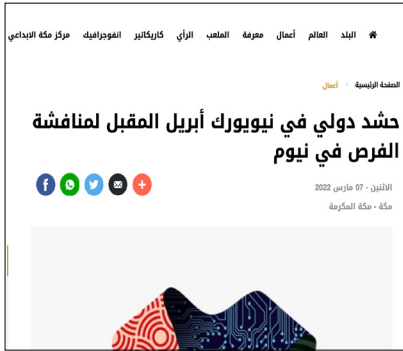 البلد العالم أعمال معرفة الملعب الرأي كاريكاتير انفوجرافيك مركز مكة الابداعي
الصفحة الرئيسية - أعمال
حشد دولي في نيويورك أبريل المقبل لمنافشة
الفرص في نيوم
الاثنين - 07 مارس 2022
مكة - مكة المكرمة